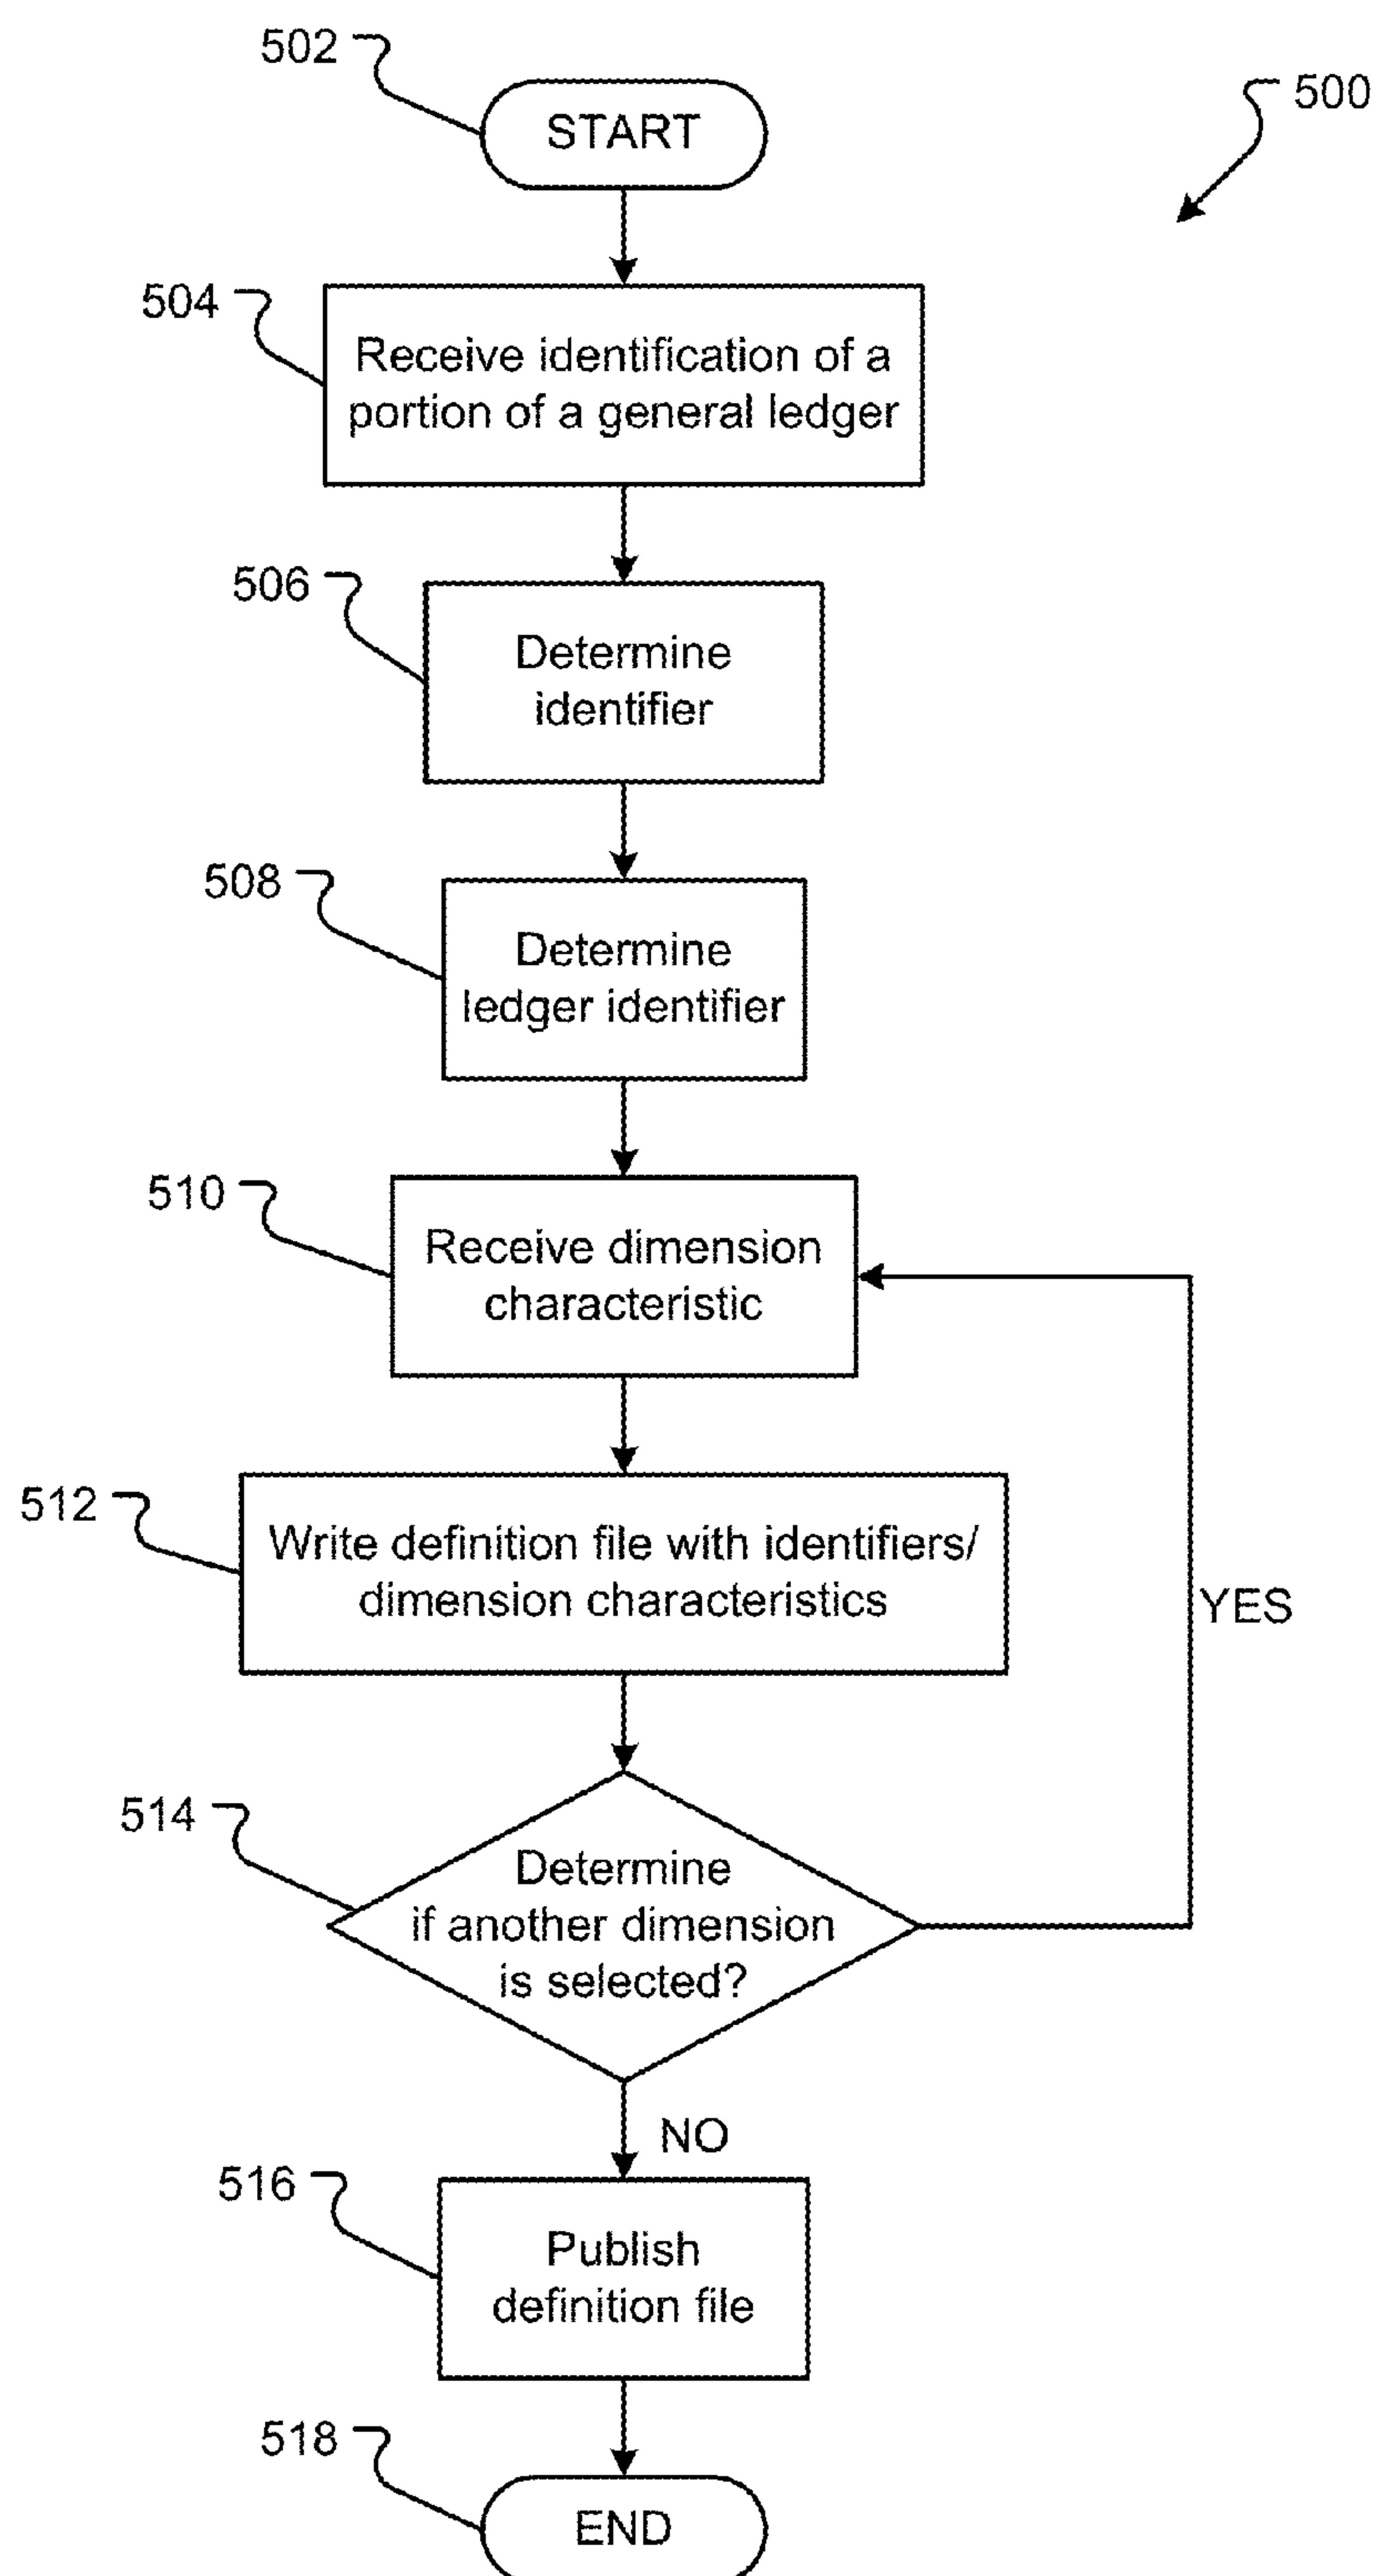 502
START
500
504
Receive identification of a
portion of a general ledger
506
Determine
identifier
508
Determine
ledger identifier
510
Receive dimension
characteristic
512
Write definition file with identifiers/
dimension characteristics
YES
514
Determine
if another dimension
is selected?
NO
516
Publish
definition file
518
END